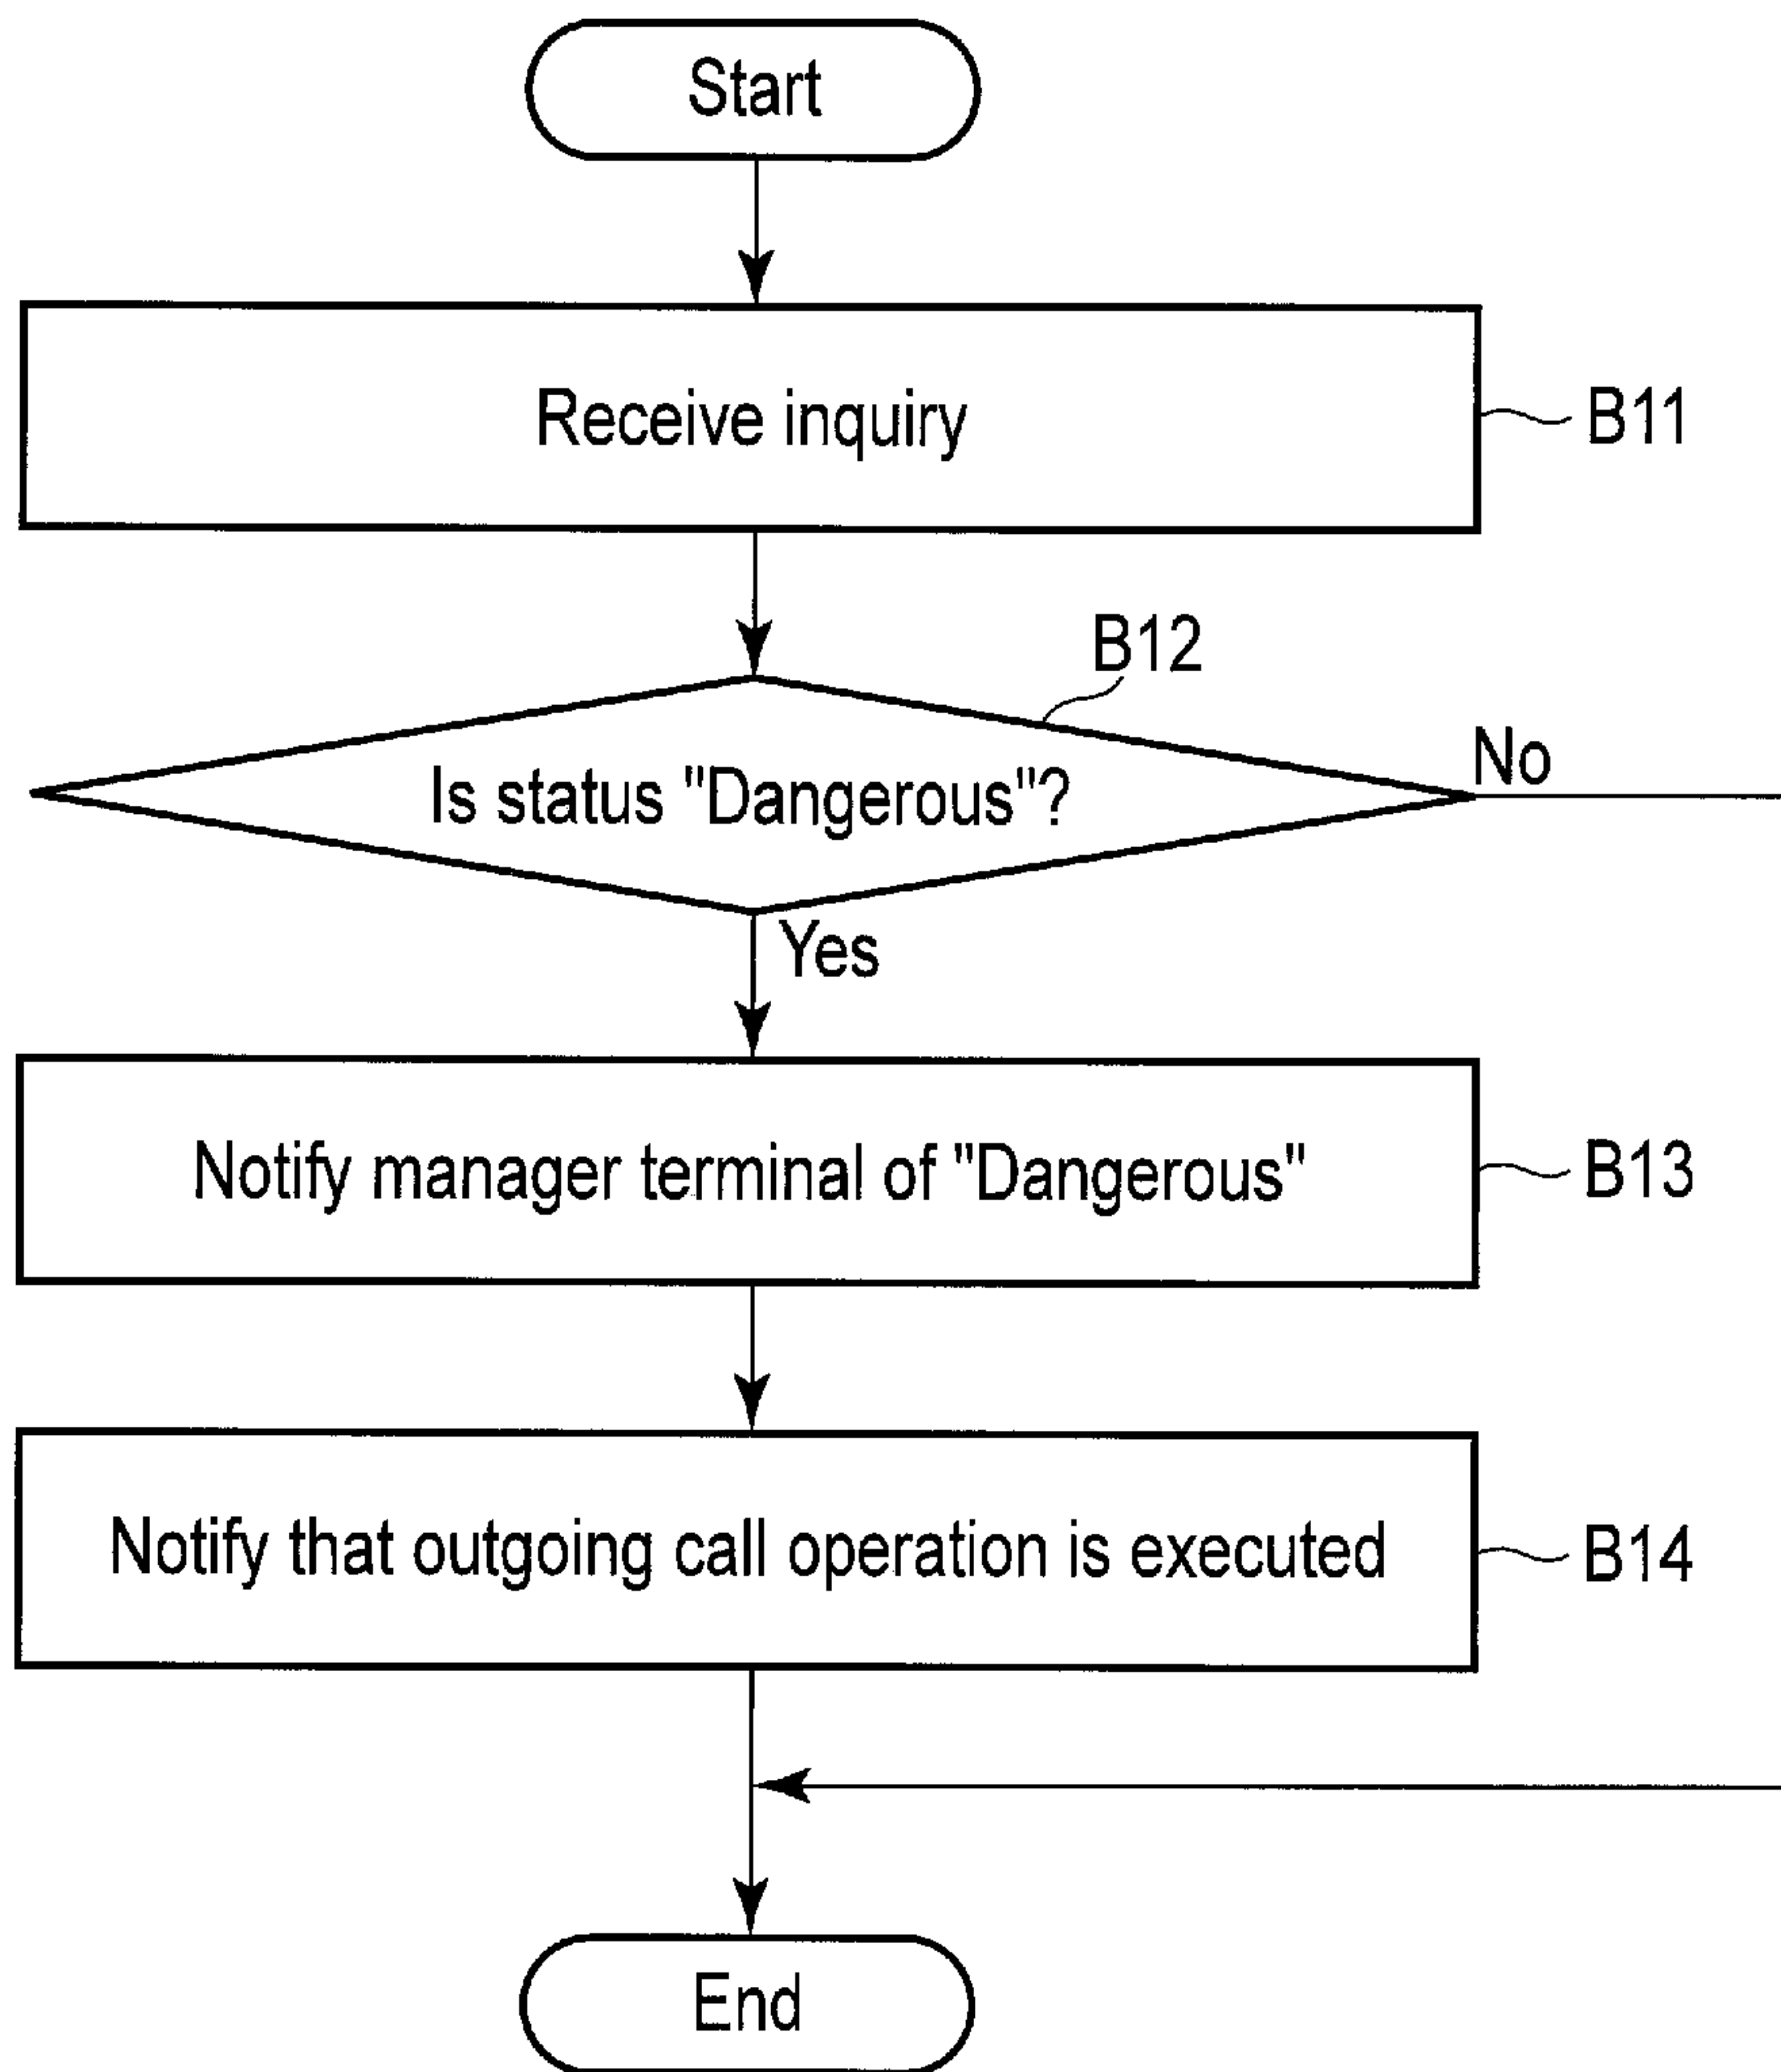 Start
Receive inquiry
B11
B12
Is status "Dangerous"?
No
Yes
Notify manager terminal of "Dangerous"
B13
Notify that outgoing call operation is executed
B14
End